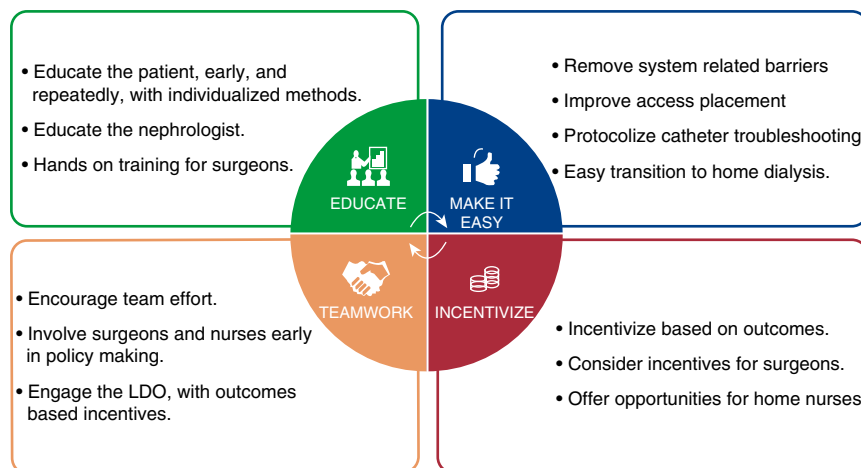 • Educate the patient, early, and
repeatedly, with individualized methods.
• Educate the nephrologist.
• Hands on training for surgeons.
• Remove system related barriers
• Improve access placement
• Protocolize catheter troubleshooting
• Easy transition to home dialysis.
EDUCATE
MAKE IT
EASY
TEAMWORK
INCENTIVIZE
• Encourage team effort.
• Involve surgeons and nurses early
in policy making.
• Engage the LDO, with outcomes
based incentives.
• Incentivize based on outcomes.
• Consider incentives for surgeons.
• Offer opportunities for home nurses